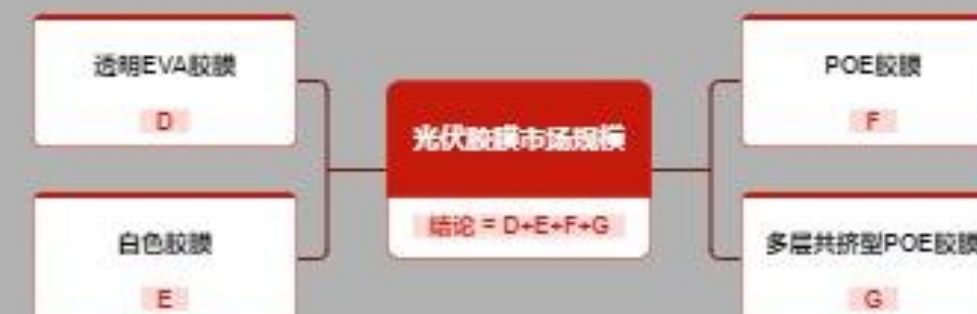 透明EVA胶膜
D
白色胶膜
E
光伏胶膜市场规模
结论 = D+E+F+G
POE胶膜
F
多层共挤型POE胶膜
G